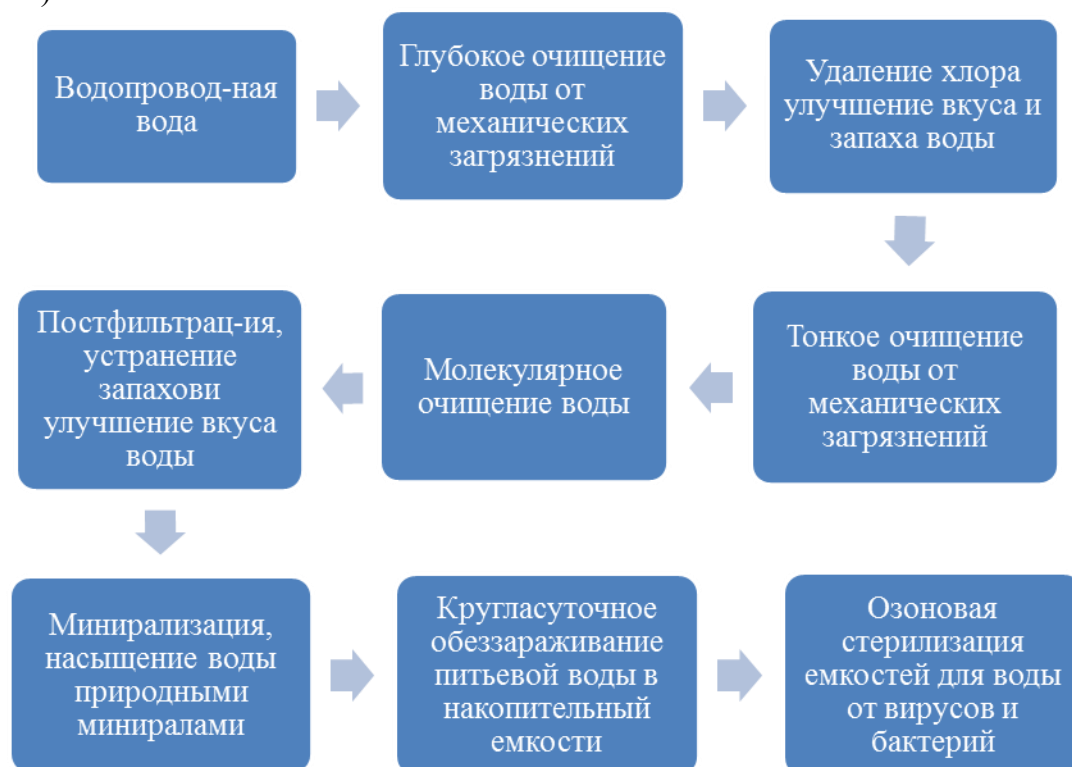 )
Водопровод-ная
вода
Глубокое очищение
воды от
механических
загрязнений
Удаление хлора
улучшение вкуса и
запаха воды
Тонкое очищение
воды от
механических
загрязнений
Молекулярное
очищение воды
Постфильтрац-ия,
устранение
запахови
улучшение вкуса
воды
Минирализация,
насыщение воды
природными
миниралами
Кругласуточное
обеззараживание
питьевой воды в
накопительный
емкости
Озоновая
стерилизация
емкостей для воды
от вирусов и
бактерий